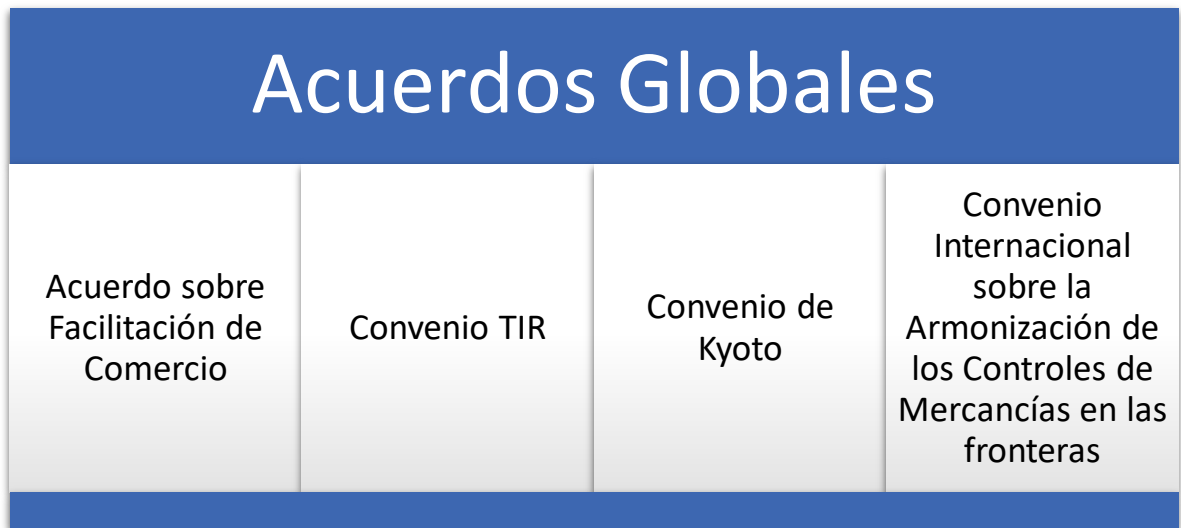 Acuerdos Globales
Acuerdo sobre
Facilitación de
Comercio
Convenio TIR
Convenio de
Kyoto
Convenio
Internacional
sobre la
Armonización de
los Controles de
Mercancías en las
fronteras